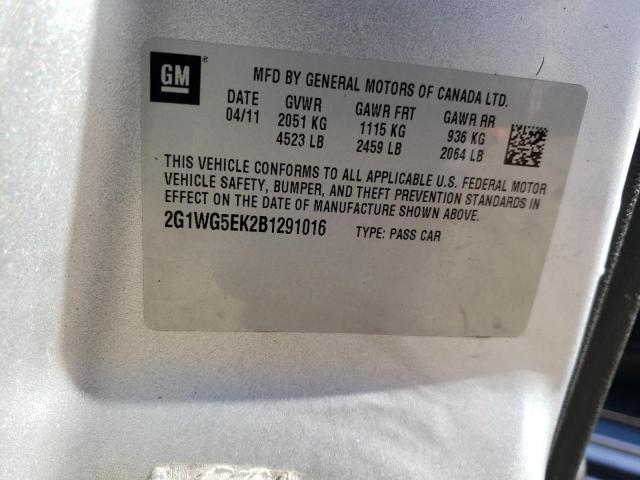 GM
MFD BY GENERAL MOTORS OF CANADA LTD.
DATE GVWR GAWR FRT GAWR RR
04/11 2051 KG 1115 KG 936 KG
4523 LB 2459 LB 2064 LB
THIS VEHICLE CONFORMS TO ALL APPLICABLE U.S. FEDERAL MOTOR
VEHICLE SAFETY, BUMPER, AND THEFT PREVENTION STANDARDS IN
EFFECT ON THE DATE OF MANUFACTURE SHOWN ABOVE.
2G1WG5EK2B1291016 TYPE: PASS CAR